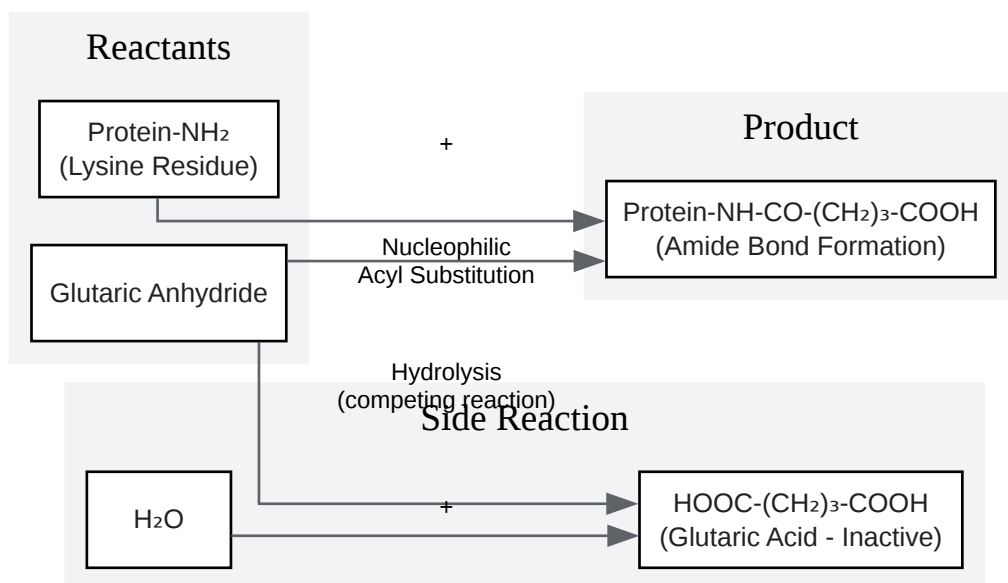 Reactants
Protein-NH₂
(Lysine Residue)
+
Product
Protein-NH-CO-(CH₂)₃-COOH
(Amide Bond Formation)
Nucleophilic
Acyl Substitution
Glutaric Anhydride
Hydrolysis
(competing reaction)
Side Reaction
H₂O
+
HOOC-(CH₂)₃-COOH
(Glutaric Acid - Inactive)